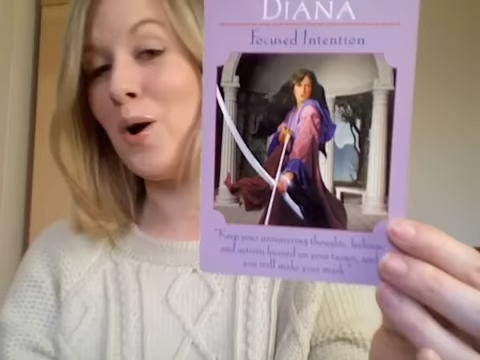 DIANA
Focused Intention
"Keep your unwavering thoughts, feelings,
and actions focused on your target, and
you will make your mark."